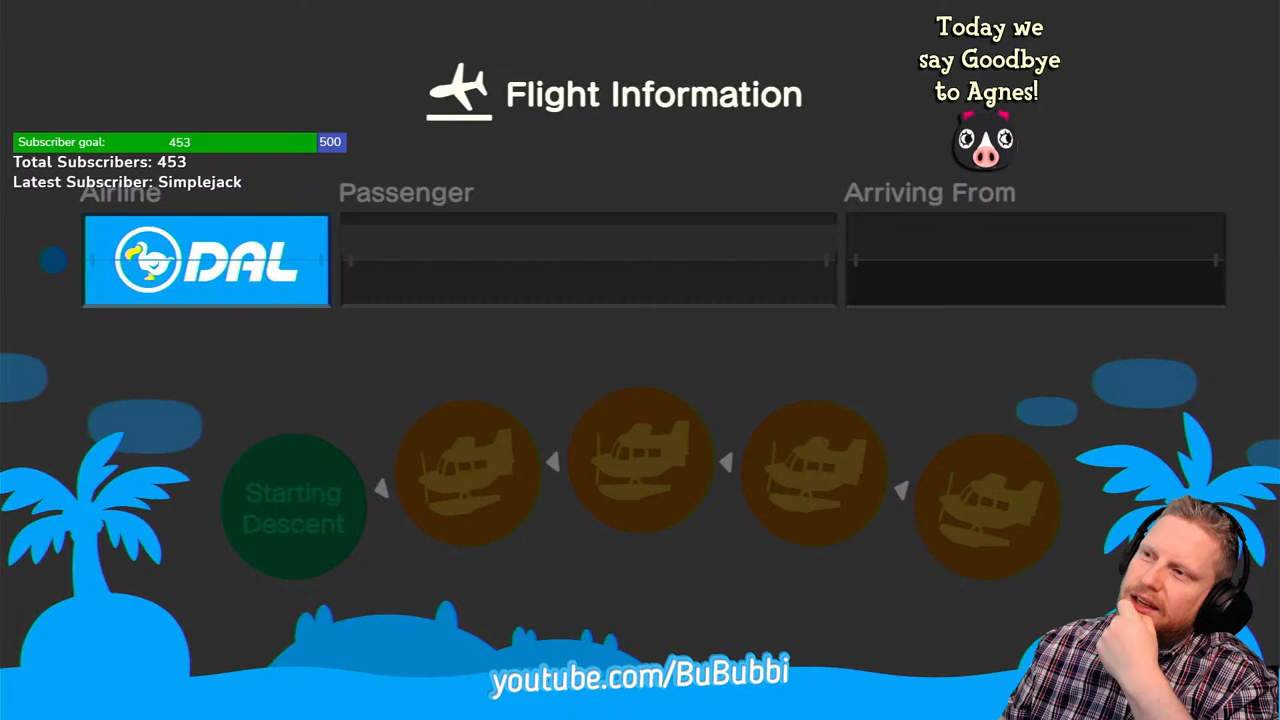 Today we
say Goodbye
to Agnes!
Flight Information
Subscriber goal: 453 500
Total Subscribers: 453
Latest Subscriber: Simplejack
Airline Passenger Arriving From
DAL
Starting
Descent
youtube.com/BuBubbi